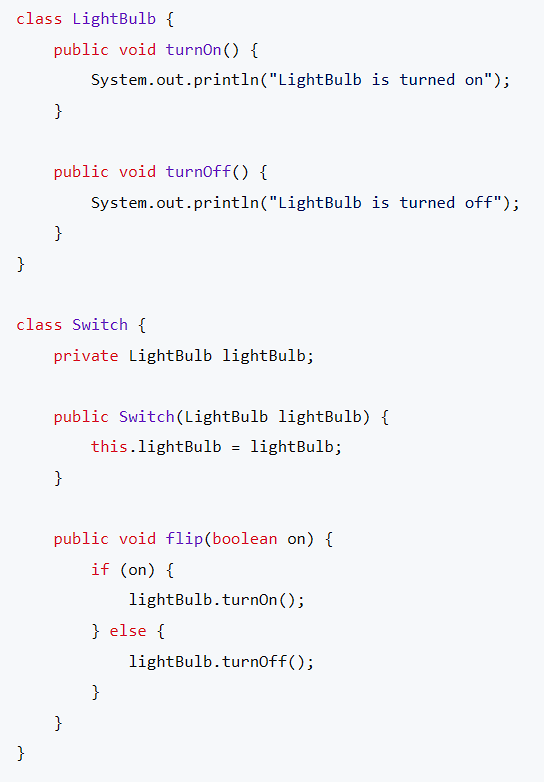 class LightBulb {
    public void turnOn() {
        System.out.println("LightBulb is turned on");
    }

    public void turnOff() {
        System.out.println("LightBulb is turned off");
    }
}

class Switch {
    private LightBulb lightBulb;

    public Switch(LightBulb lightBulb) {
        this.lightBulb = lightBulb;
    }

    public void flip(boolean on) {
        if (on) {
            lightBulb.turnOn();
        } else {
            lightBulb.turnOff();
        }
    }
}